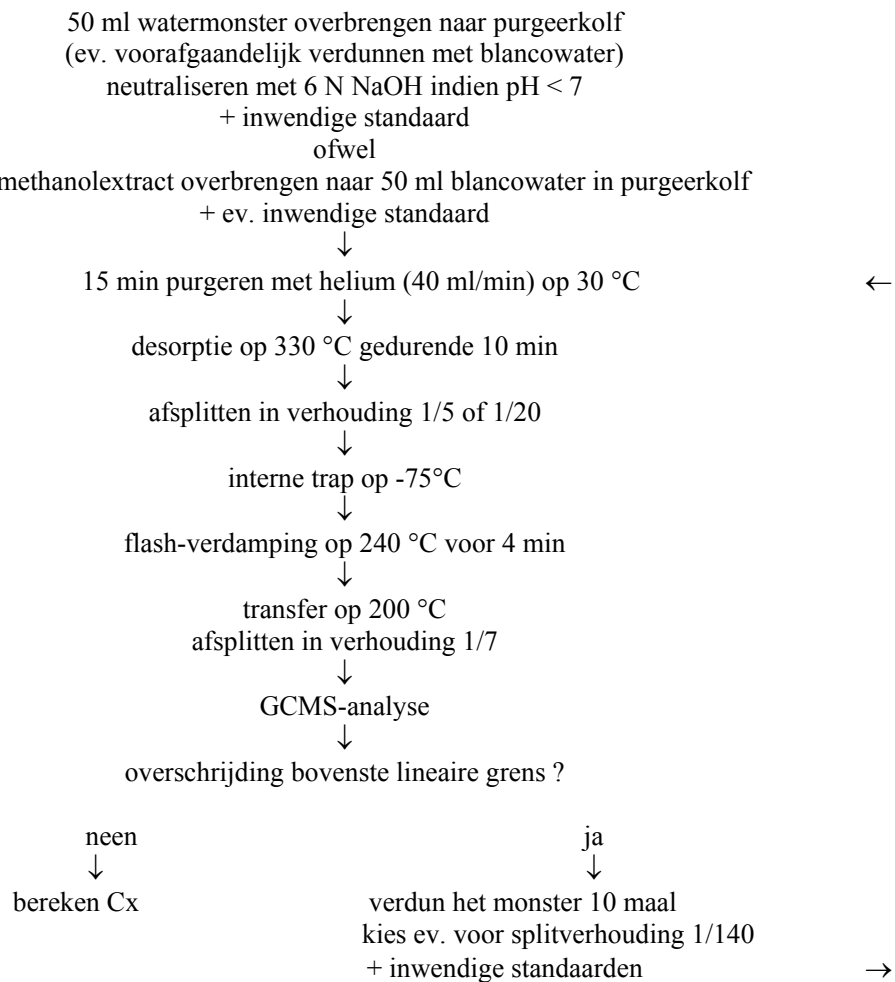 50 ml watermonster overbrengen naar purgeerkolf
(ev. voorafgaandelijk verdunnen met blancowater)
neutraliseren met 6 N NaOH indien pH < 7
+ inwendige standaard
ofwel
methanolextract overbrengen naar 50 ml blancowater in purgeerkolf
+ ev. inwendige standaard
↓
15 min purgeren met helium (40 ml/min) op 30 °C ←
↓
desorptie op 330 °C gedurende 10 min
↓
afsplitten in verhouding 1/5 of 1/20
↓
interne trap op -75°C
↓
flash-verdamping op 240 °C voor 4 min
↓
transfer op 200 °C
afsplitten in verhouding 1/7
↓
GCMS-analyse
↓
overschrijding bovenste lineaire grens ?
neen ja
↓ ↓
bereken Cx verdun het monster 10 maal
kies ev. voor splitverhouding 1/140
+ inwendige standaarden →